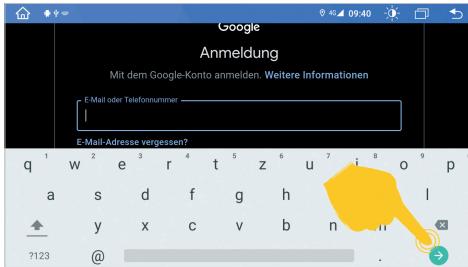 4G 09:40
Google
Anmeldung
Mit dem Google-Konto anmelden. Weitere Informationen
E-Mail oder Telefonnummer
E-Mail-Adresse vergessen?
q 1 w 2 e 3 r 4 t 5 z 6 u 7 i 8 o 9 p
a s d f g h l
y x c v b n m
?123 @ .